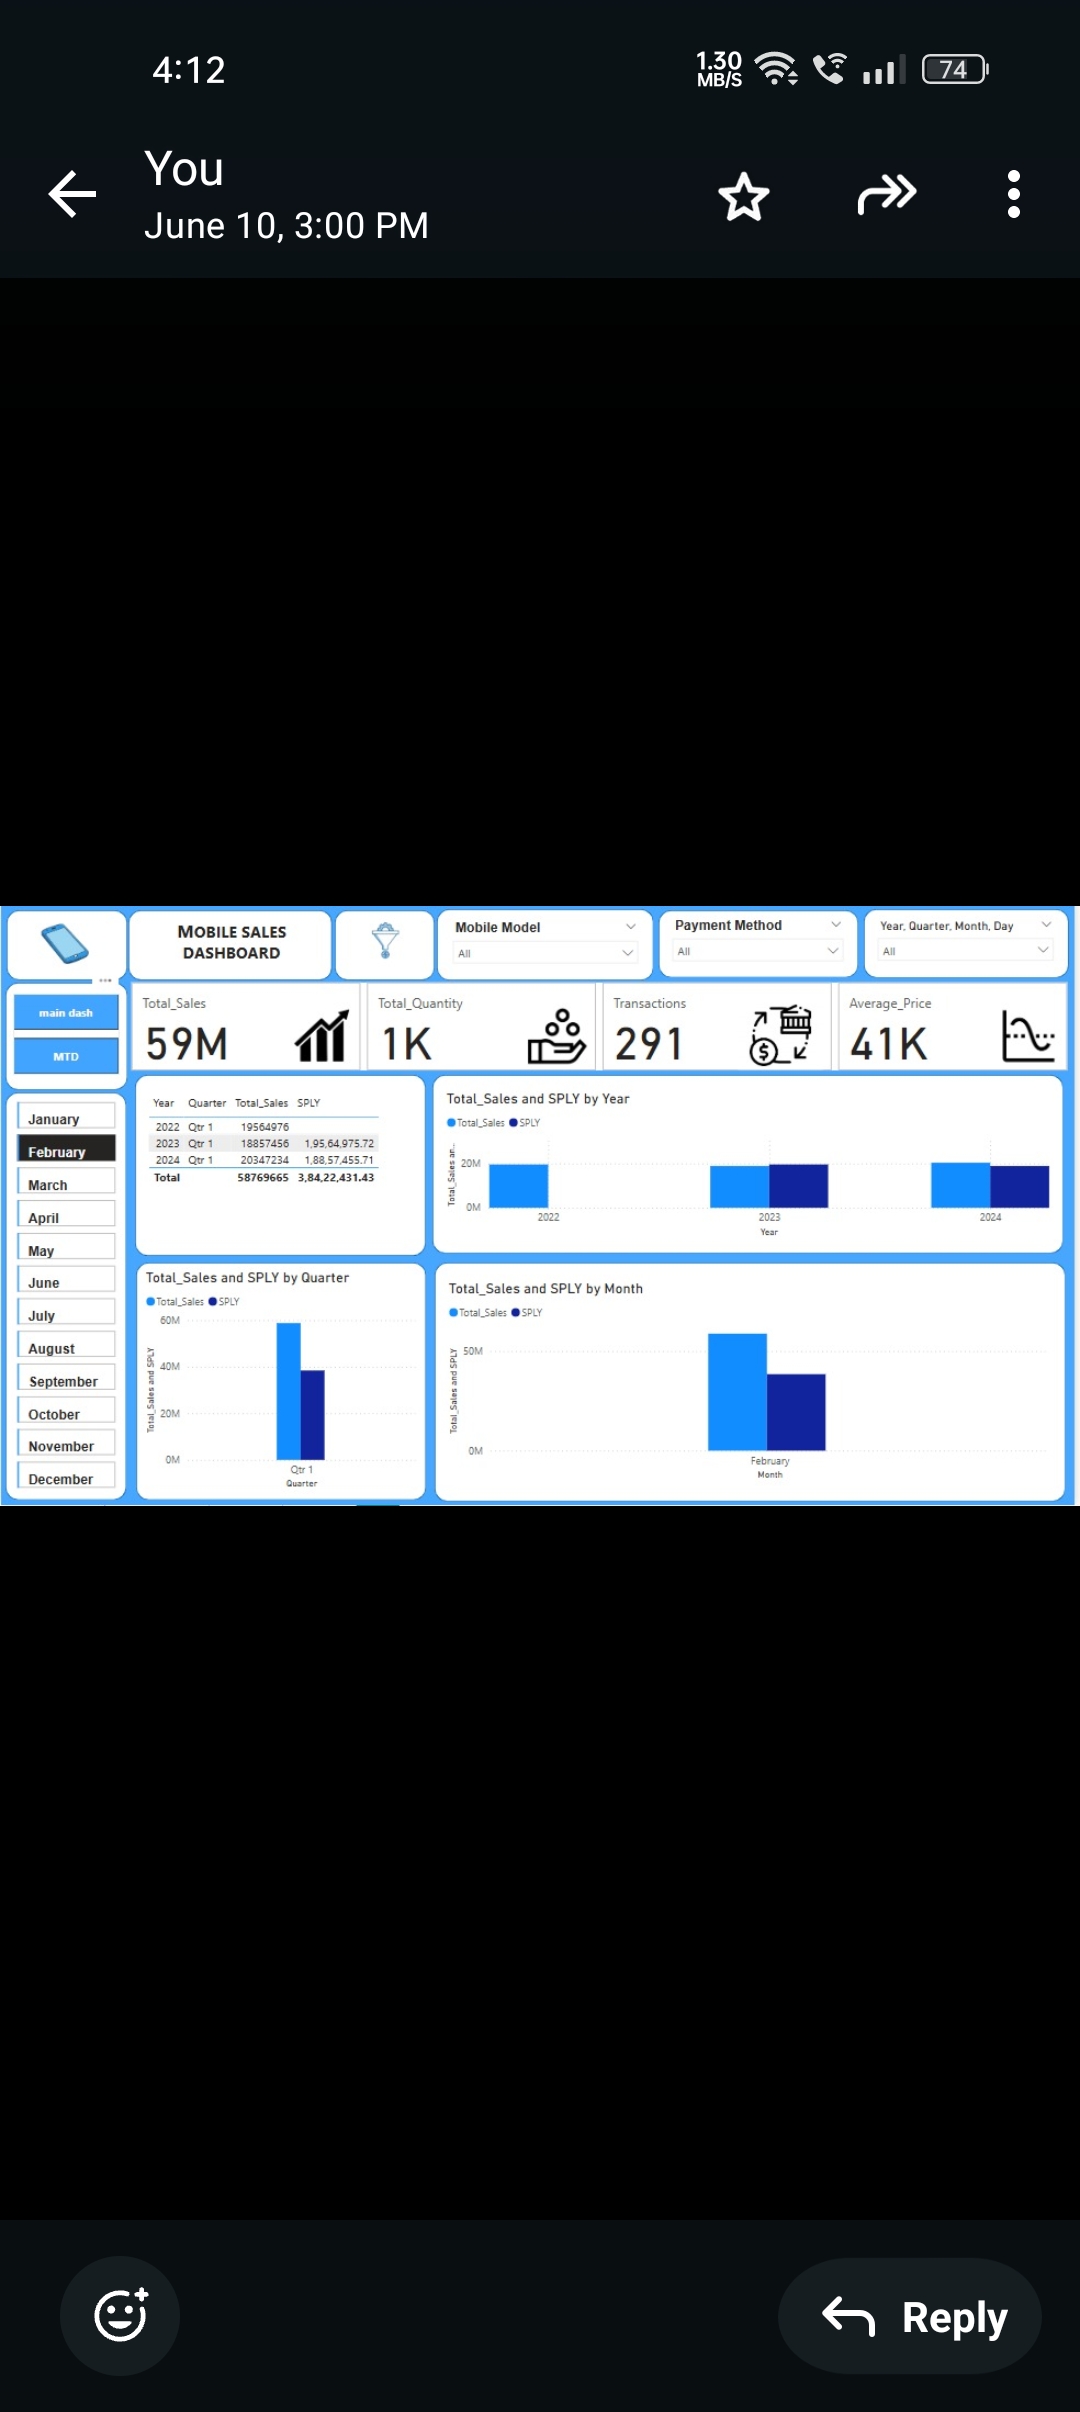 4:12
1.30
MB/S
74
You
June 10, 3:00 PM
MOBILE SALES
DASHBOARD
Mobile Model
All
Payment Method
All
Year, Quarter, Month, Day
All
main dash
MTD
Total_Sales
59M
Total_Quantity
1K
Transactions
291
Average_Price
41K
January
February
March
April
May
June
July
August
September
October
November
December
Year Quarter Total_Sales SPLY
2022 Qtr 1 19564976
2023 Qtr 1 18857456 1,95,64,975.72
2024 Qtr 1 20347234 1,88,57,455.71
Total 58769665 3,84,22,431.43
Total_Sales and SPLY by Year
Total_Sales SPLY
Total_Sales an...
20M
0M
2022 2023 2024
Year
Total_Sales and SPLY by Quarter
Total_Sales SPLY
Total_Sales and SPLY
60M
40M
20M
0M
Qtr 1
Quarter
Total_Sales and SPLY by Month
Total_Sales SPLY
Total_Sales and SPLY
50M
0M
February
Month
Reply